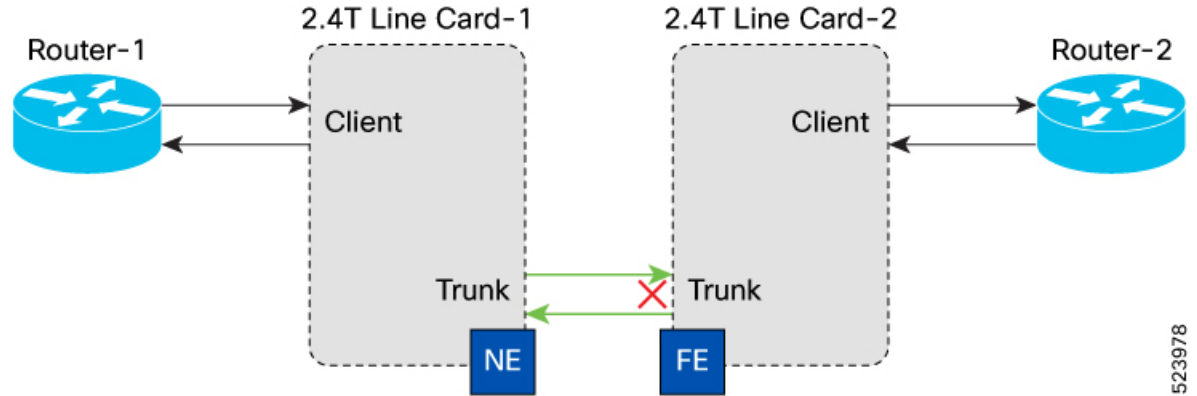 2.4T Line Card-1
2.4T Line Card-2
Router-1
Router-2
Client
Client
Trunk
Trunk
NE
FE
523978